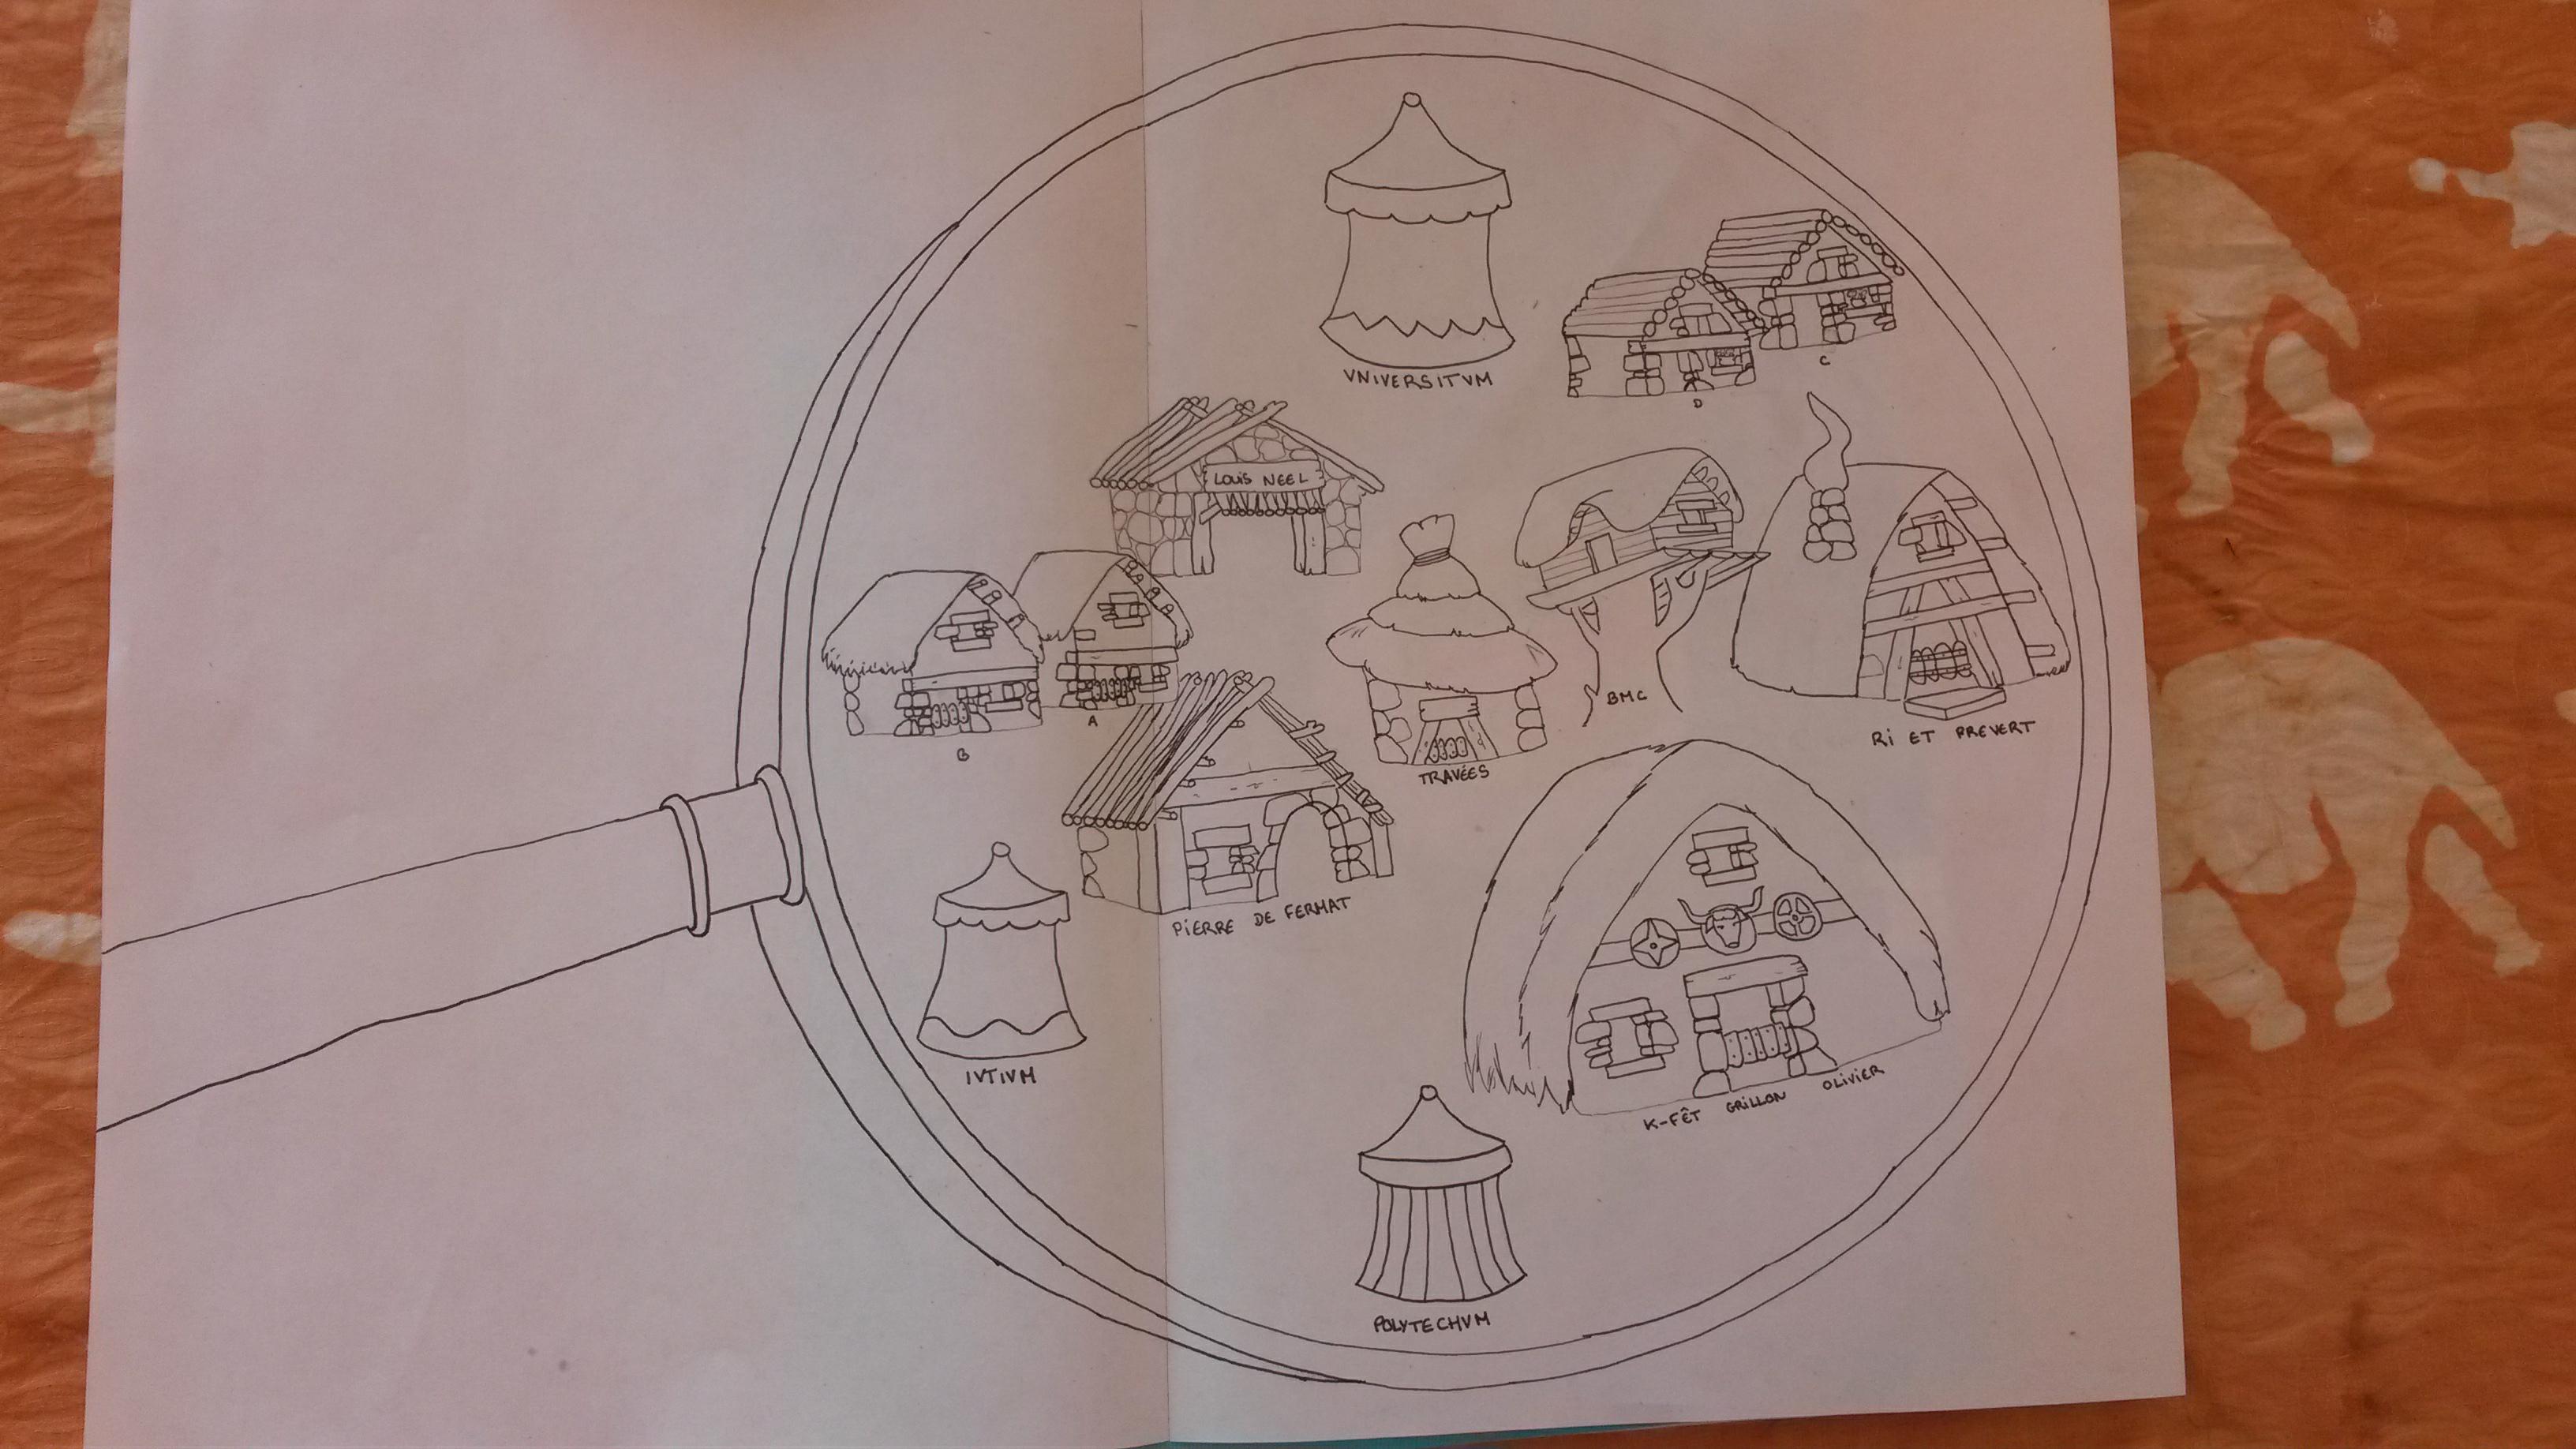 VNIVERSITVM
C
D
LOUIS NEEL
BMC
A
B
RI ET PREVERT
TRAVÉES
PIERRE DE FERMAT
IVTIVM
K-FÊT GRILLON OLIVIER
POLYTECHVM